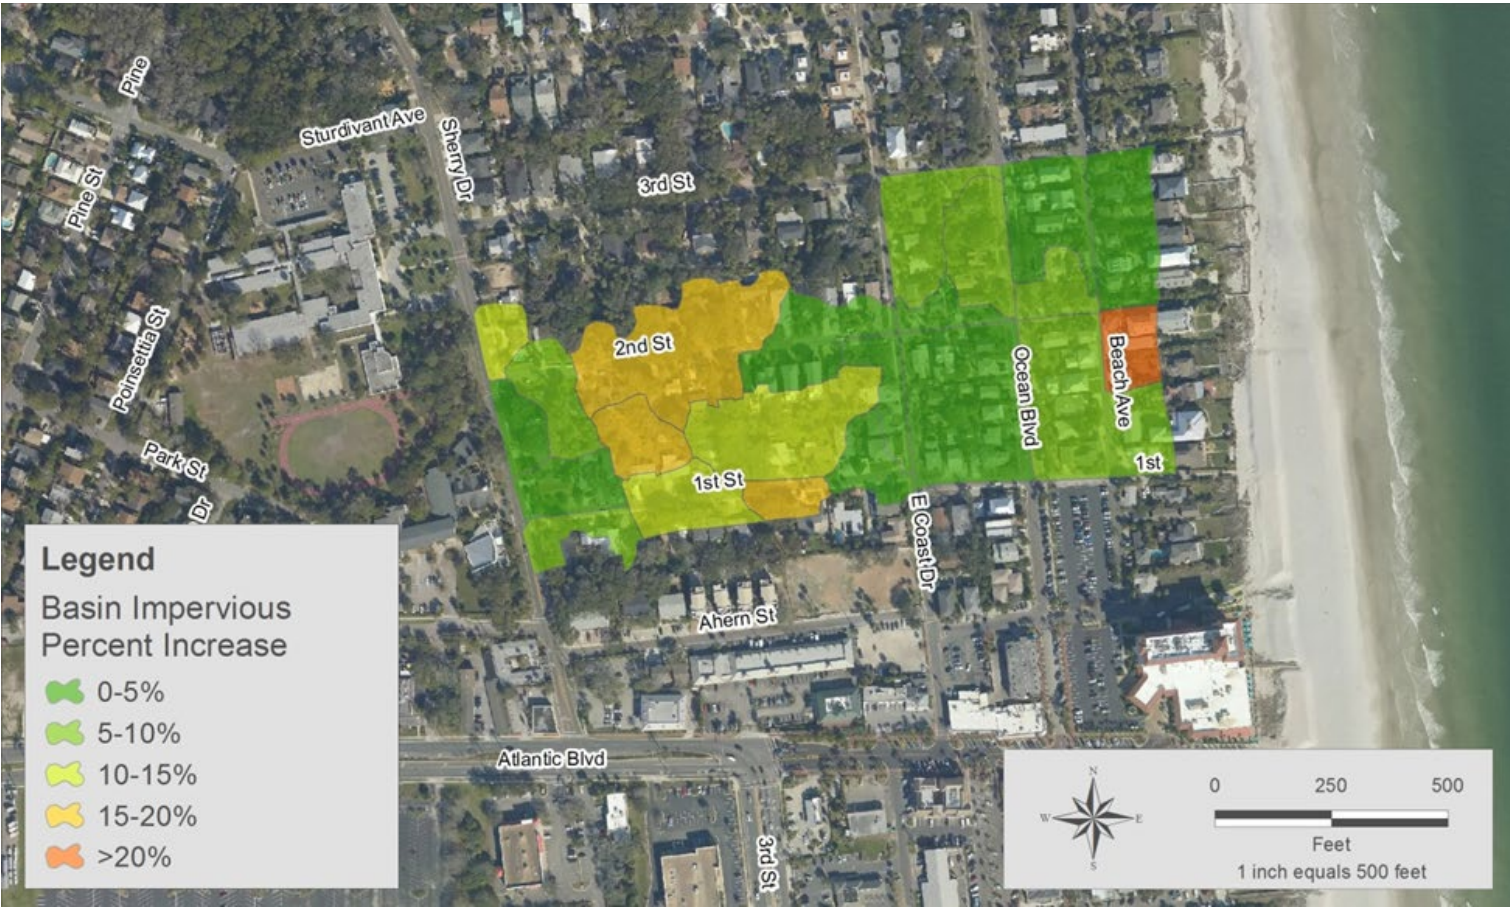 Pine
Sturdivant Ave
Sherry Dr
3rd St
Pine St
2nd St
Poinsettia St
Ocean Blvd
Beach Ave
Park St
1st St
1st
Dr
E Coast Dr
Ahern St
Atlantic Blvd
3rd St
Legend
Basin Impervious
Percent Increase
0-5%
5-10%
10-15%
15-20%
>20%
N
W
E
S
0 250 500
Feet
1 inch equals 500 feet